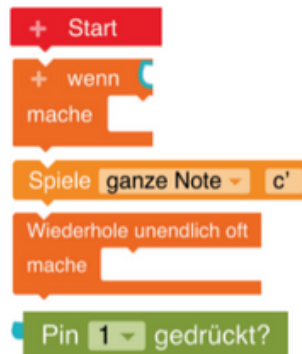 + Start
+ wenn
mache
Spiele ganze Note c'
Wiederhole unendlich oft
mache
Pin 1 gedrückt?